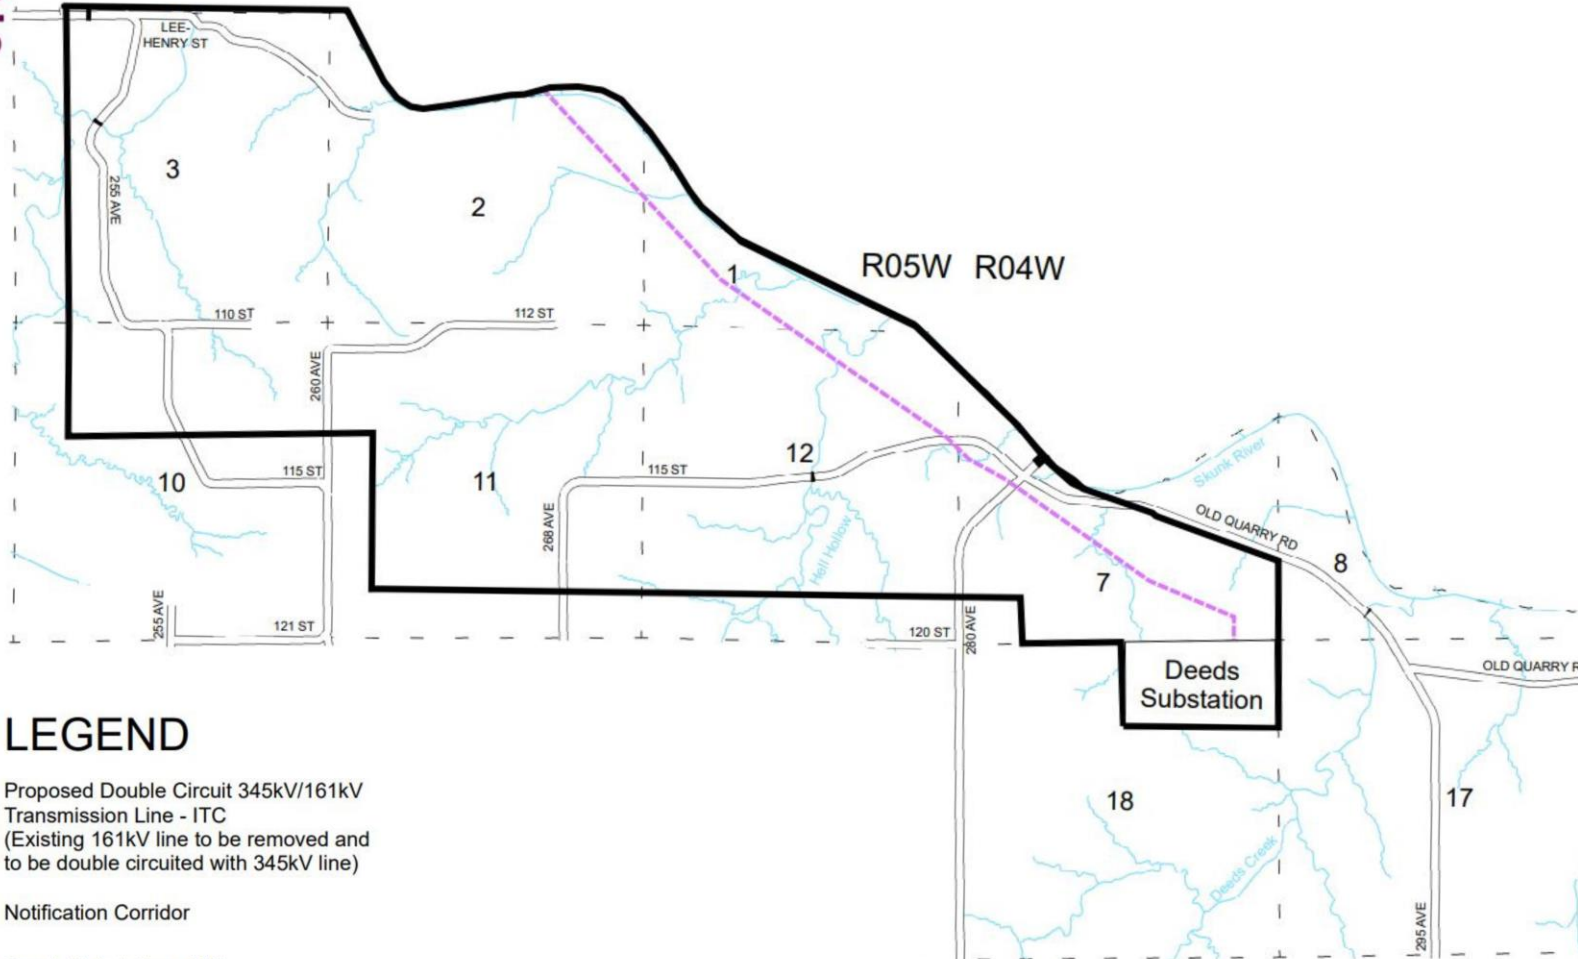 LEE-
HENRY ST
3
255 AVE
2
R05W R04W
1
110 ST
112 ST
260 AVE
Skunk River
12
115 ST
115 ST
10
11
268 AVE
OLD QUARRY RD
Hell Hollow
8
7
255 AVE
121 ST
120 ST
280 AVE
OLD QUARRY R
Deeds
Substation
LEGEND
Proposed Double Circuit 345kV/161kV
Transmission Line - ITC
(Existing 161kV line to be removed and
to be double circuited with 345kV line)
18
17
Deeds Creek
Notification Corridor
295 AVE